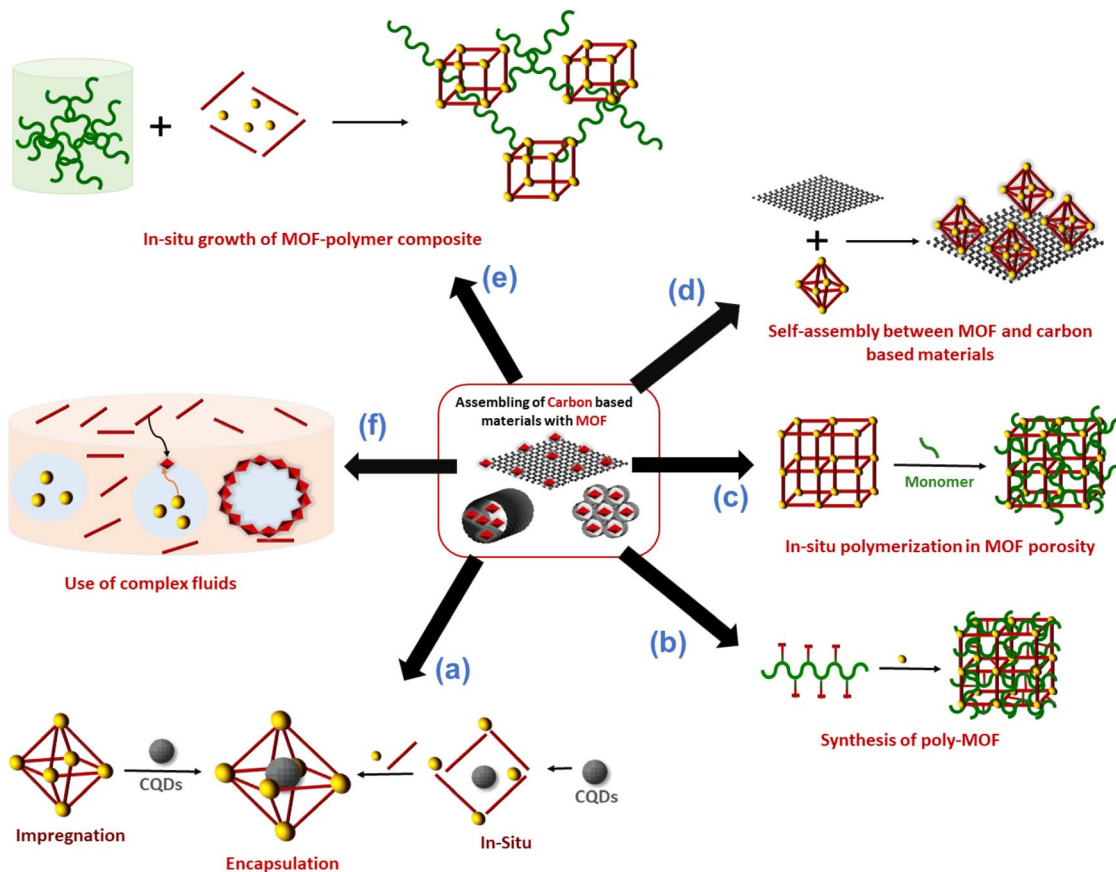 In-situ growth of MOF-polymer composite
(e)
(d)
Self-assembly between MOF and carbon
based materials
Assembling of Carbon based
materials with MOF
(f)
Use of complex fluids
(c)
Monomer
In-situ polymerization in MOF porosity
(b)
Synthesis of poly-MOF
(a)
CQDs
Impregnation
Encapsulation
In-Situ
CQDs